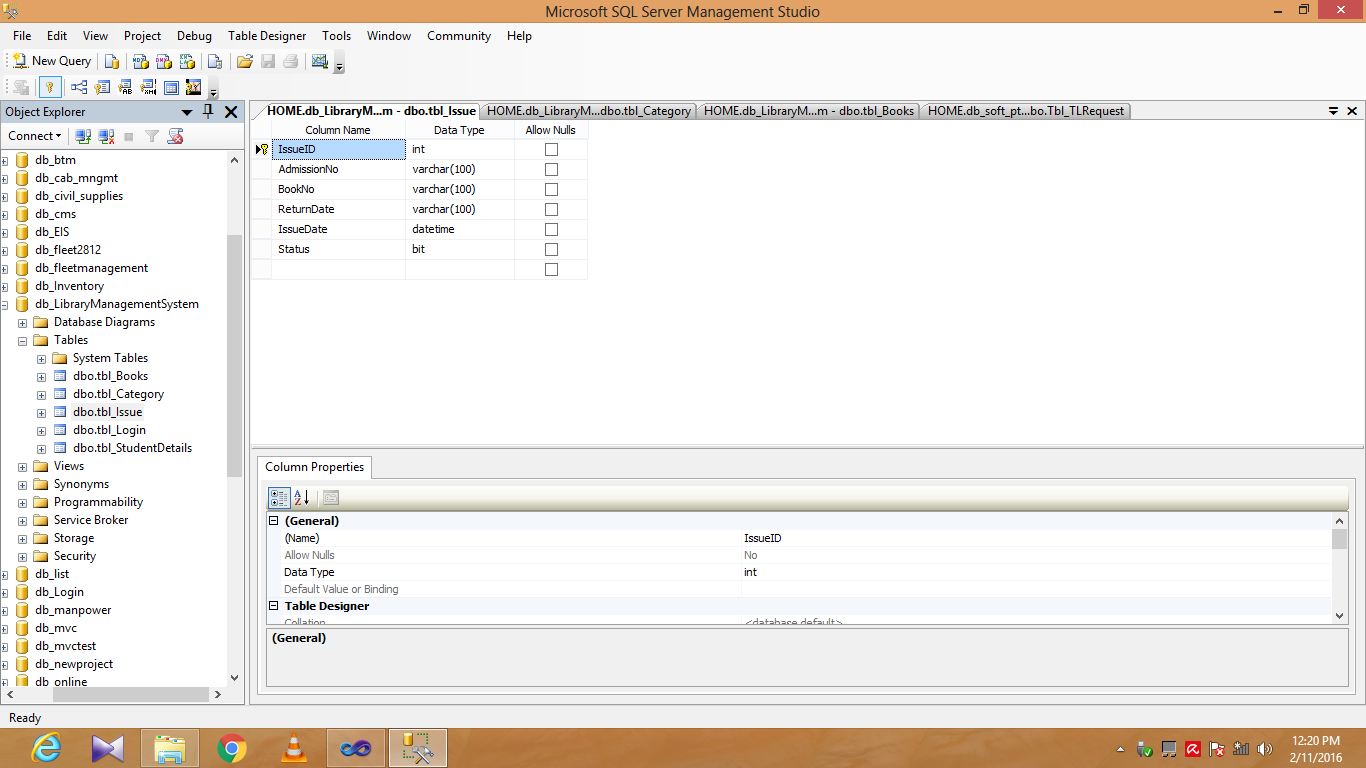 Microsoft SQL Server Management Studio
File Edit View Project Debug Table Designer Tools Window Community Help
New Query
Object Explorer
Connect
db_btm
db_cab_mngmt
db_civil_supplies
db_cms
db_EIS
db_fleet2812
db_fleetmanagement
db_Inventory
db_LibraryManagementSystem
Database Diagrams
Tables
System Tables
dbo.tbl_Books
dbo.tbl_Category
dbo.tbl_Issue
dbo.tbl_Login
dbo.tbl_StudentDetails
Views
Synonyms
Programmability
Service Broker
Storage
Security
db_list
db_Login
db_manpower
db_mvc
db_mvctest
db_newproject
db_online
HOME.db_LibraryM...m - dbo.tbl_Issue HOME.db_LibraryM...dbo.tbl_Category HOME.db_LibraryM...m - dbo.tbl_Books HOME.db_soft_pt...bo.Tbl_TLRequest
Column Name Data Type Allow Nulls
IssueID int
AdmissionNo varchar(100)
BookNo varchar(100)
ReturnDate varchar(100)
IssueDate datetime
Status bit
Column Properties
(General)
(Name) IssueID
Allow Nulls No
Data Type int
Default Value or Binding
Table Designer
Collation <database default>
(General)
Ready
12:20 PM
2/11/2016